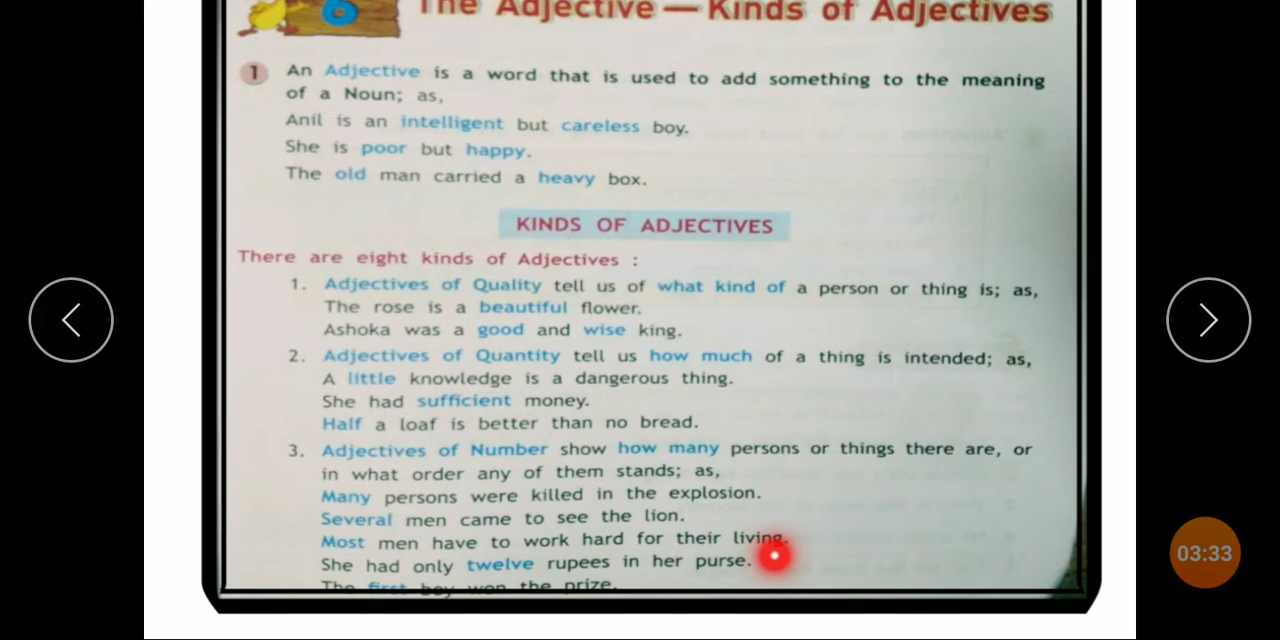 6
The Adjective — Kinds of Adjectives
1 An Adjective is a word that is used to add something to the meaning
of a Noun; as,
Anil is an intelligent but careless boy.
She is poor but happy.
The old man carried a heavy box.
KINDS OF ADJECTIVES
There are eight kinds of Adjectives :
1. Adjectives of Quality tell us of what kind of a person or thing is; as,
The rose is a beautiful flower.
Ashoka was a good and wise king.
2. Adjectives of Quantity tell us how much of a thing is intended; as,
A little knowledge is a dangerous thing.
She had sufficient money.
Half a loaf is better than no bread.
3. Adjectives of Number show how many persons or things there are, or
in what order any of them stands; as,
Many persons were killed in the explosion.
Several men came to see the lion.
Most men have to work hard for their living.
She had only twelve rupees in her purse.
The first boy won the prize.
03:33